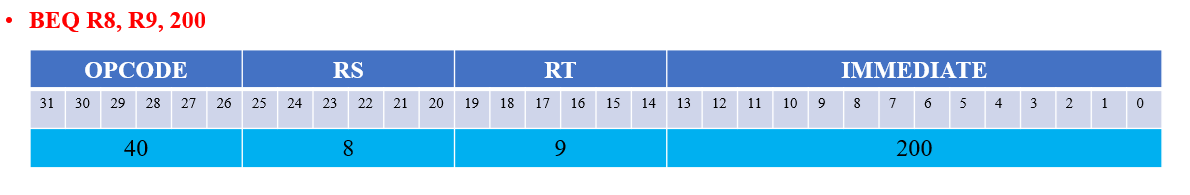 • BEQ R8, R9, 200
OPCODE RS RT IMMEDIATE
31 30 29 28 27 26 25 24 23 22 21 20 19 18 17 16 15 14 13 12 11 10 9 8 7 6 5 4 3 2 1 0
40 8 9 200